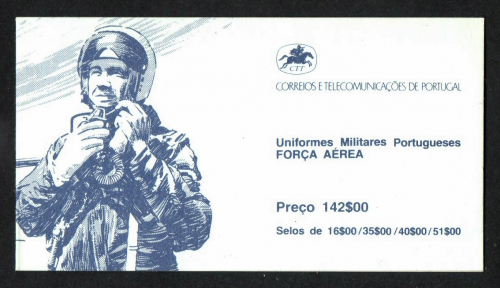 CTT
CORREIOS E TELECOMUNICAÇÕES DE PORTUGAL
Uniformes Militares Portugueses
FORÇA AÉREA
Preço 142$00
Selos de 16$00/35$00/40$00/51$00